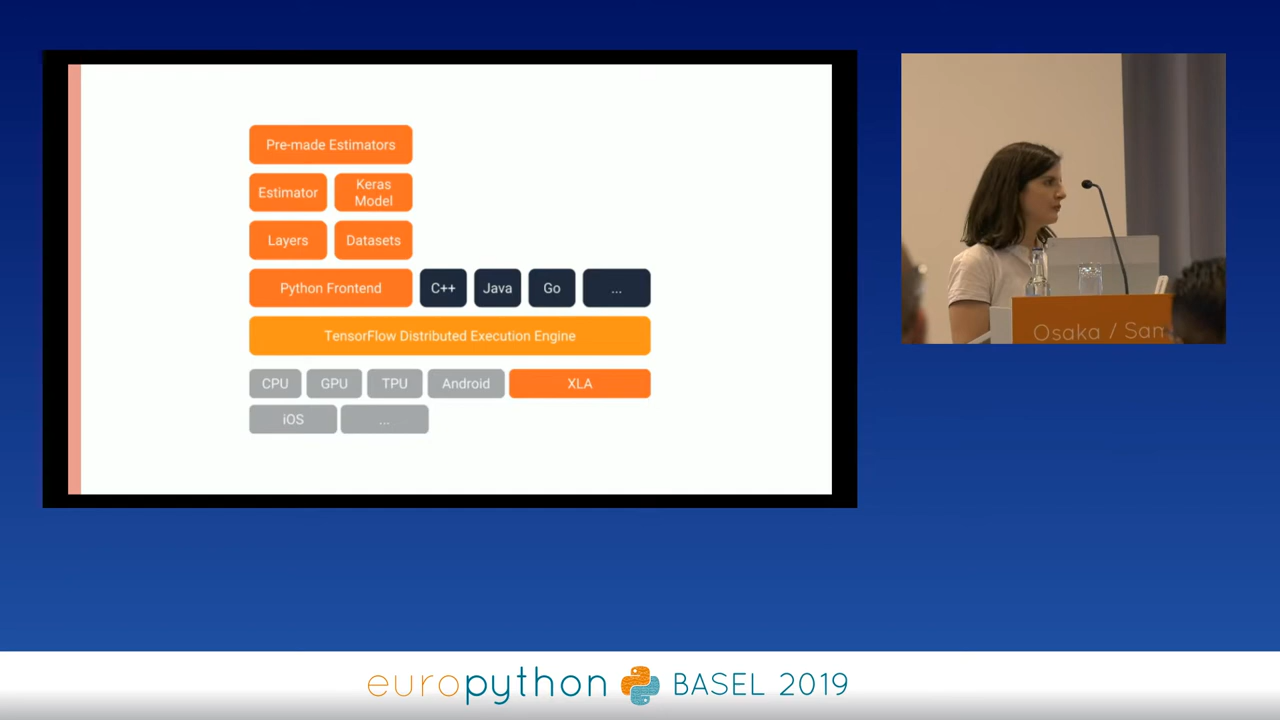 Pre-made Estimators
Estimator
Keras
Model
Layers
Datasets
Python Frontend
C++
Java
Go
...
TensorFlow Distributed Execution Engine
CPU
GPU
TPU
Android
XLA
iOS
...
Osaka / San
europython BASEL 2019